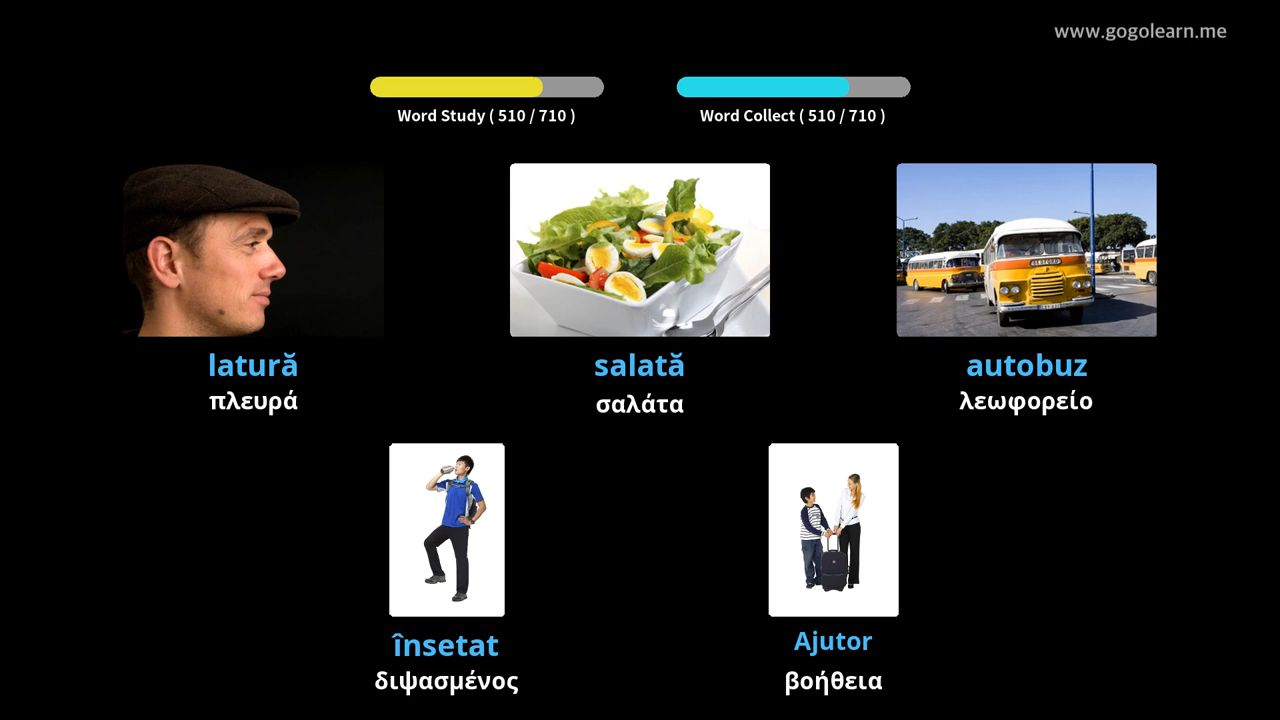 www.gogolearn.me
Word Study ( 510 / 710 )
Word Collect ( 510 / 710 )
latură
πλευρά
salată
σαλάτα
autobuz
λεωφορείο
însetat
διψασμένος
Ajutor
βοήθεια